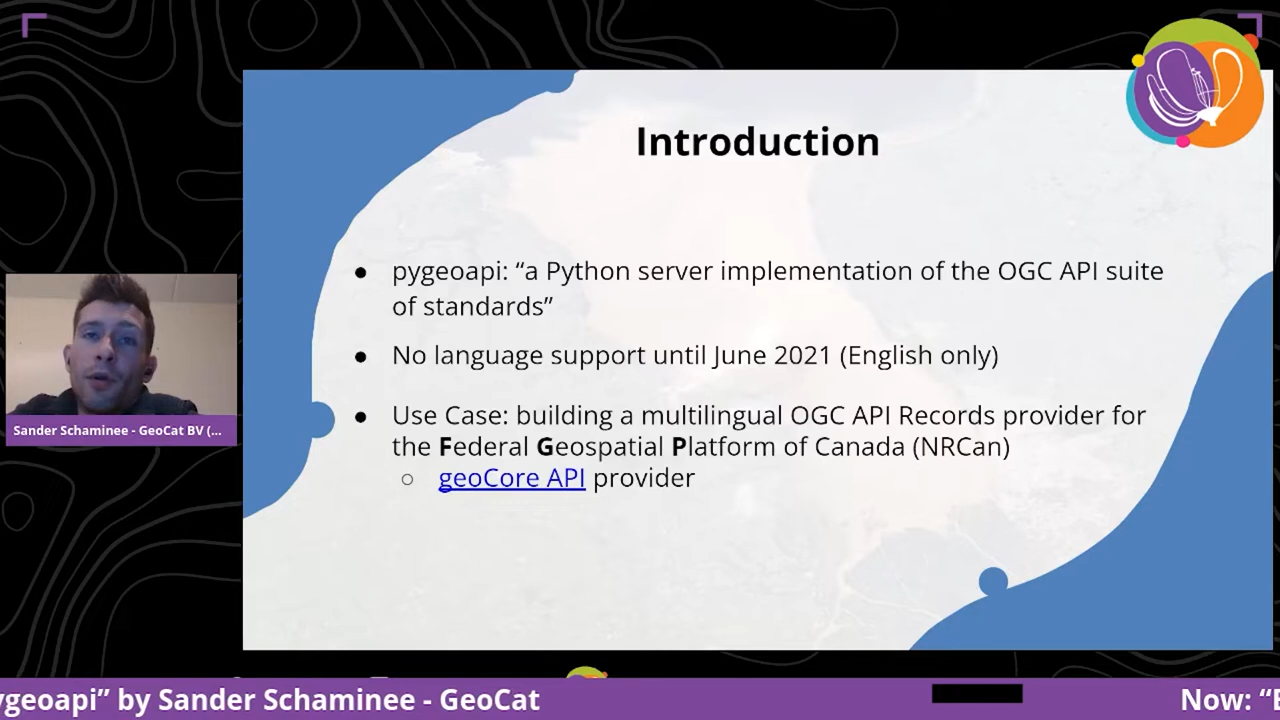 Introduction
● pygeoapi: “a Python server implementation of the OGC API suite
of standards”
● No language support until June 2021 (English only)
● Use Case: building a multilingual OGC API Records provider for
the Federal Geospatial Platform of Canada (NRCan)
○ geoCore API provider
Sander Schaminee - GeoCat BV (...
ygeoapi” by Sander Schaminee - GeoCat
Now: “E